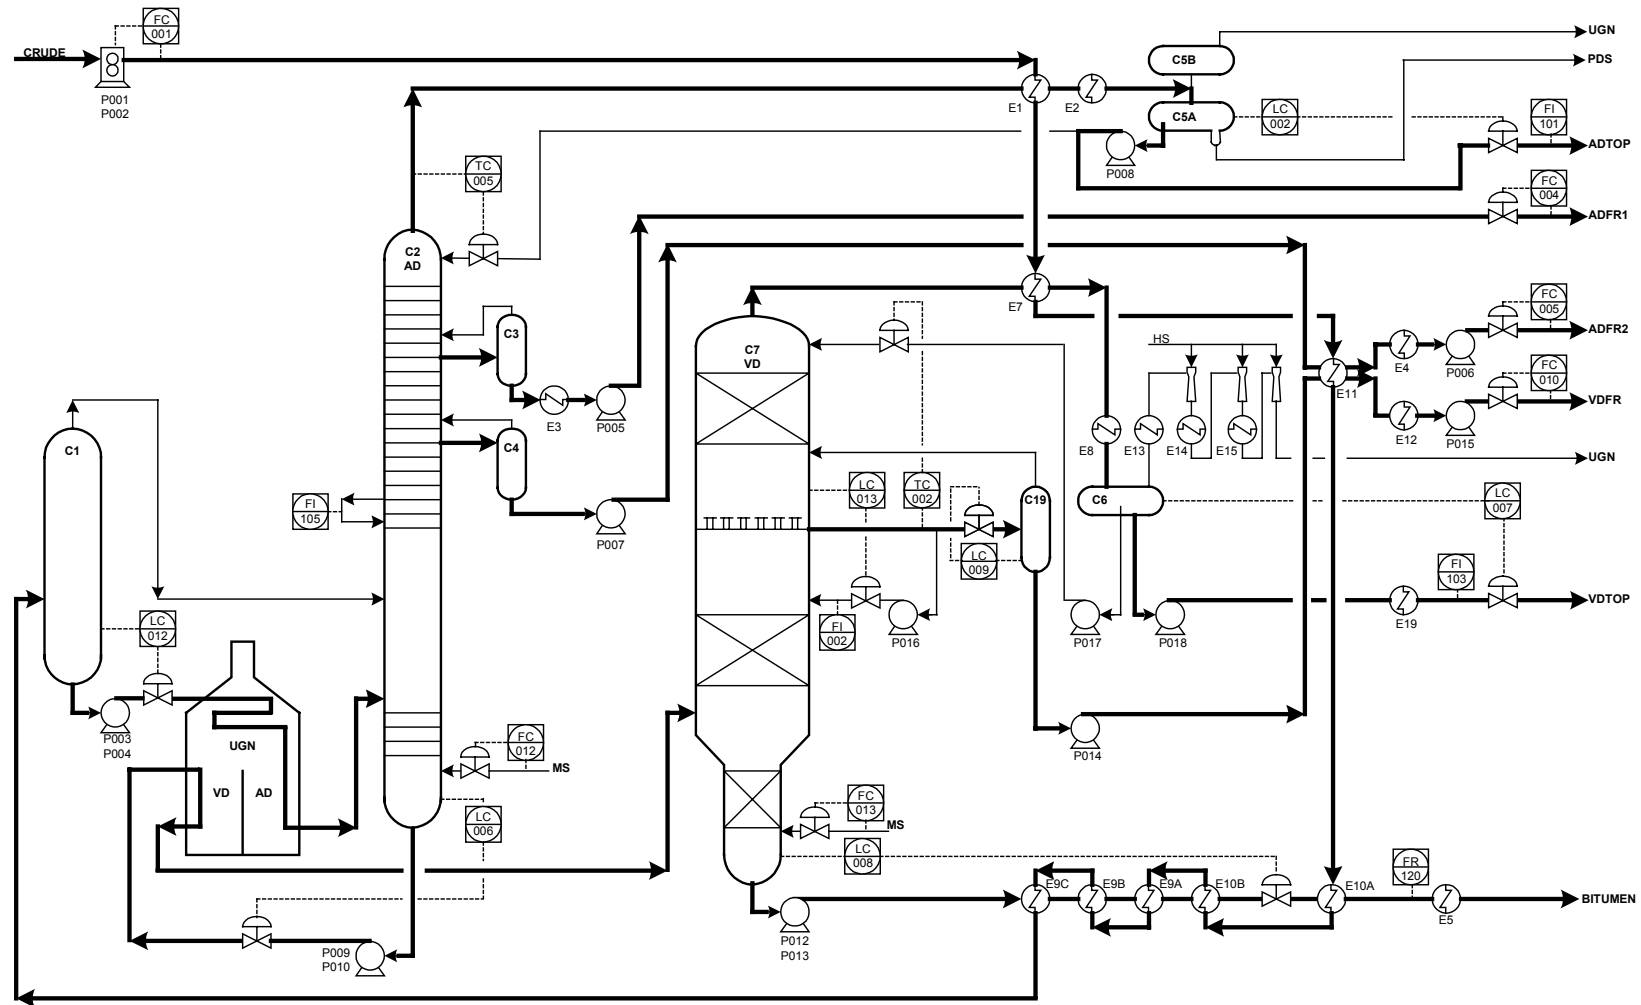 FC
001
CRUDE
P001
P002
UGN
C5B
PDS
E1
E2
C5A
LC
002
FI
101
ADTOP
P008
TC
005
FC
004
ADFR1
C2
AD
E7
FC
005
ADFR2
C3
C7
VD
HS
E4
P006
FC
010
VDFR
E11
E3
P005
C4
C1
E8
E13
E14
E15
E12
P015
UGN
FI
105
P007
LC
013
TC
002
C19
C6
LC
007
LC
009
FI
103
VDTOP
LC
012
FI
002
P016
P017
P018
E19
P003
P004
UGN
VD
AD
FC
012
MS
P014
LC
006
FC
013
MS
LC
008
FR
120
E9C
E9B
E9A
E10B
E10A
E5
BITUMEN
P012
P013
P009
P010